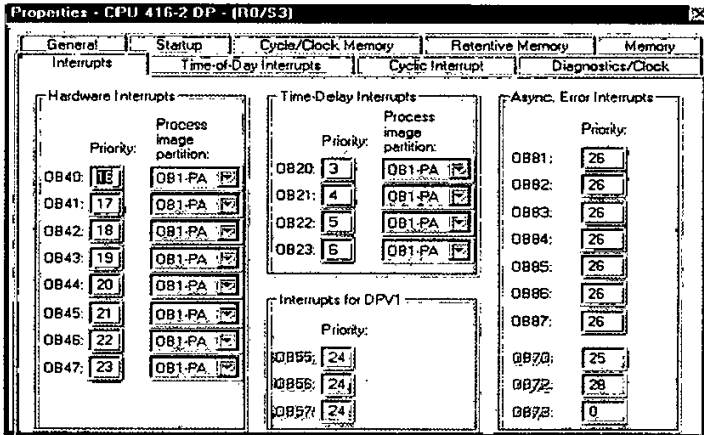 Properties - CPU 416-2 DP - (R0/S3)
General Startup Cycle/Clock Memory Retentive Memory Memory
Interrupts Time-of-Day Interrupts Cyclic Interrupt Diagnostics/Clock
Hardware Interrupts
Priority: Process image partition:
OB40: 16 OB1-PA
OB41: 17 OB1-PA
OB42: 18 OB1-PA
OB43: 19 OB1-PA
OB44: 20 OB1-PA
OB45: 21 OB1-PA
OB46: 22 OB1-PA
OB47: 23 OB1-PA
Time-Delay Interrupts
Priority: Process image partition:
OB20: 3 OB1-PA
OB21: 4 OB1-PA
OB22: 5 OB1-PA
OB23: 6 OB1-PA
Interrupts for DPV1
Priority:
OB55: 24
OB56: 24
OB57: 24
Async. Error Interrupts
Priority:
OB81: 26
OB82: 26
OB83: 26
OB84: 26
OB85: 26
OB86: 26
OB87: 26
OB70: 25
OB72: 28
OB73: 0